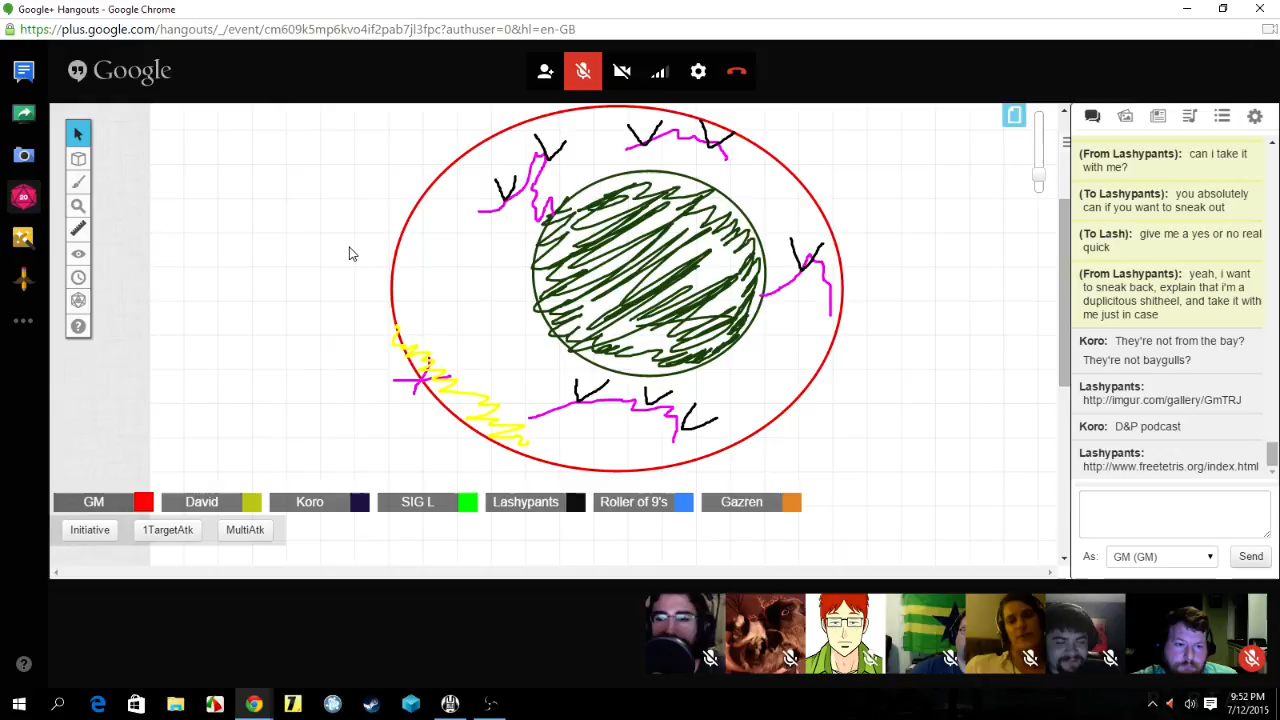 Google+ Hangouts - Google Chrome
https://plus.google.com/hangouts/_/event/cm609k5mp6kvo4if2pab7jl3fpc?authuser=0&hl=en-GB
Google
(From Lashypants): can i take it
with me?
(To Lashypants): you absolutely
can if you want to sneak out
(To Lash): give me a yes or no real
quick
(From Lashypants): yeah, i want
to sneak back, explain that i'm a
duplicitous shitheel, and take it with
me just in case
Koro: They're not from the bay?
They're not baygulls?
Lashypants:
http://imgur.com/gallery/GmTRJ
Koro: D&P podcast
Lashypants:
http://www.freetetris.org/index.html
GM David Koro SIG L Lashypants Roller of 9's Gazren
Initiative 1TargetAtk MultiAtk
As: GM (GM) Send
9:52 PM
7/12/2015